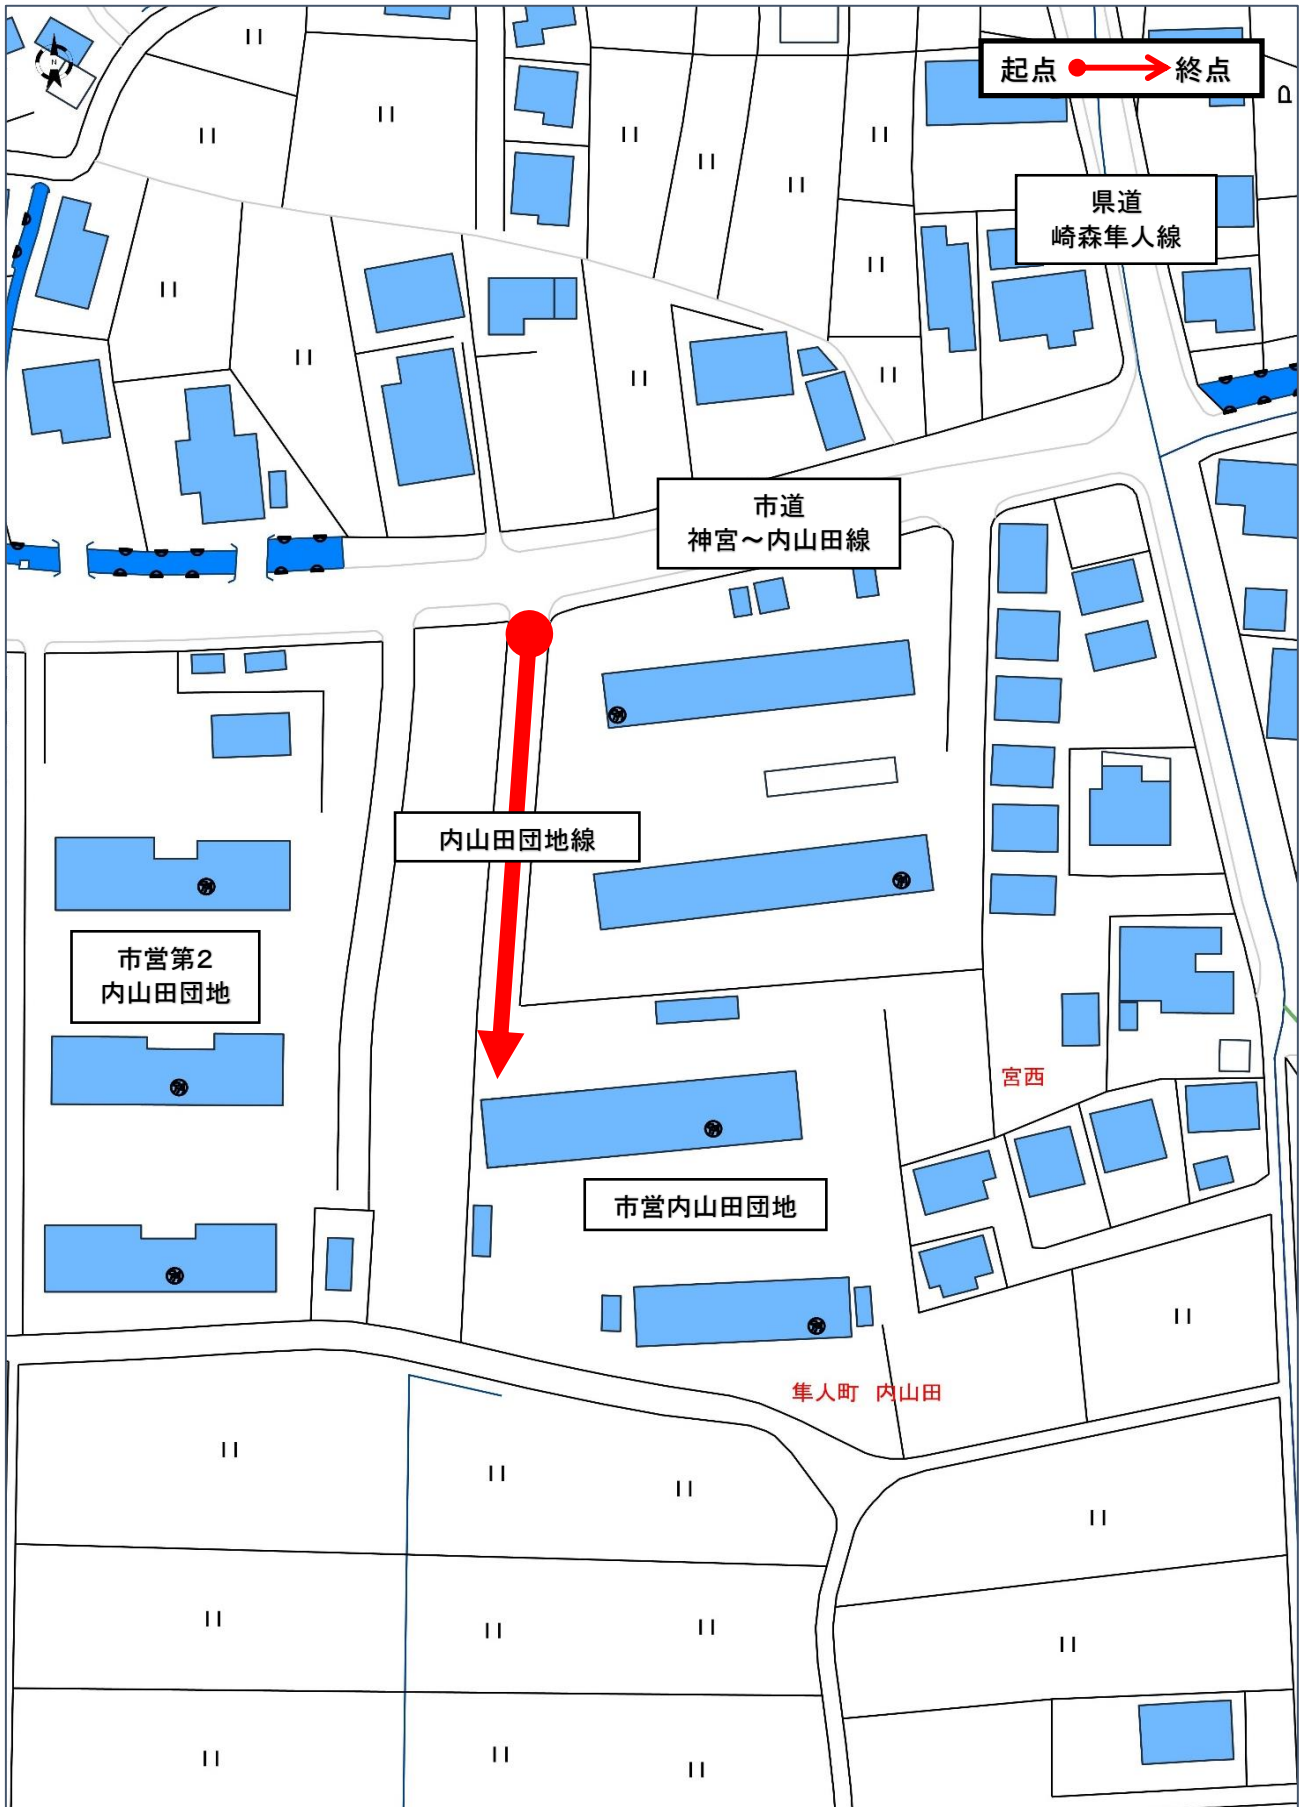 N
起点 終点
県道
崎森隼人線
市道
神宮～内山田線
内山田団地線
市営第2
内山田団地
宮西
市営内山田団地
隼人町 内山田